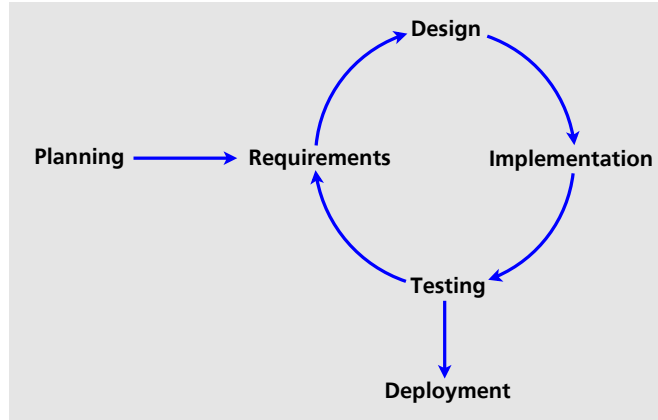 Design
Planning
Requirements
Implementation
Testing
Deployment